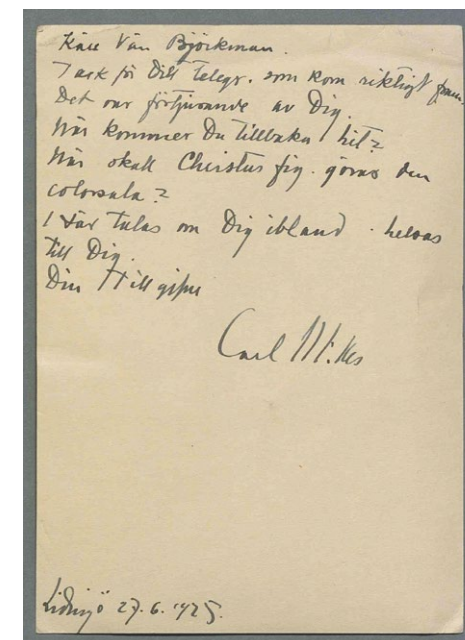 Käre Vän Björkman.
Tack för Ditt telegr. som kom riktigt fram.
Det var förtjusande av Dig.
När kommer Du tillbaka hit?
När skall Christus fig. göras den
colossala?
I vår talas om Dig ibland. helsas
till Dig.
Din tillgifne
Carl Milles
Lidingö 27.6.1925.